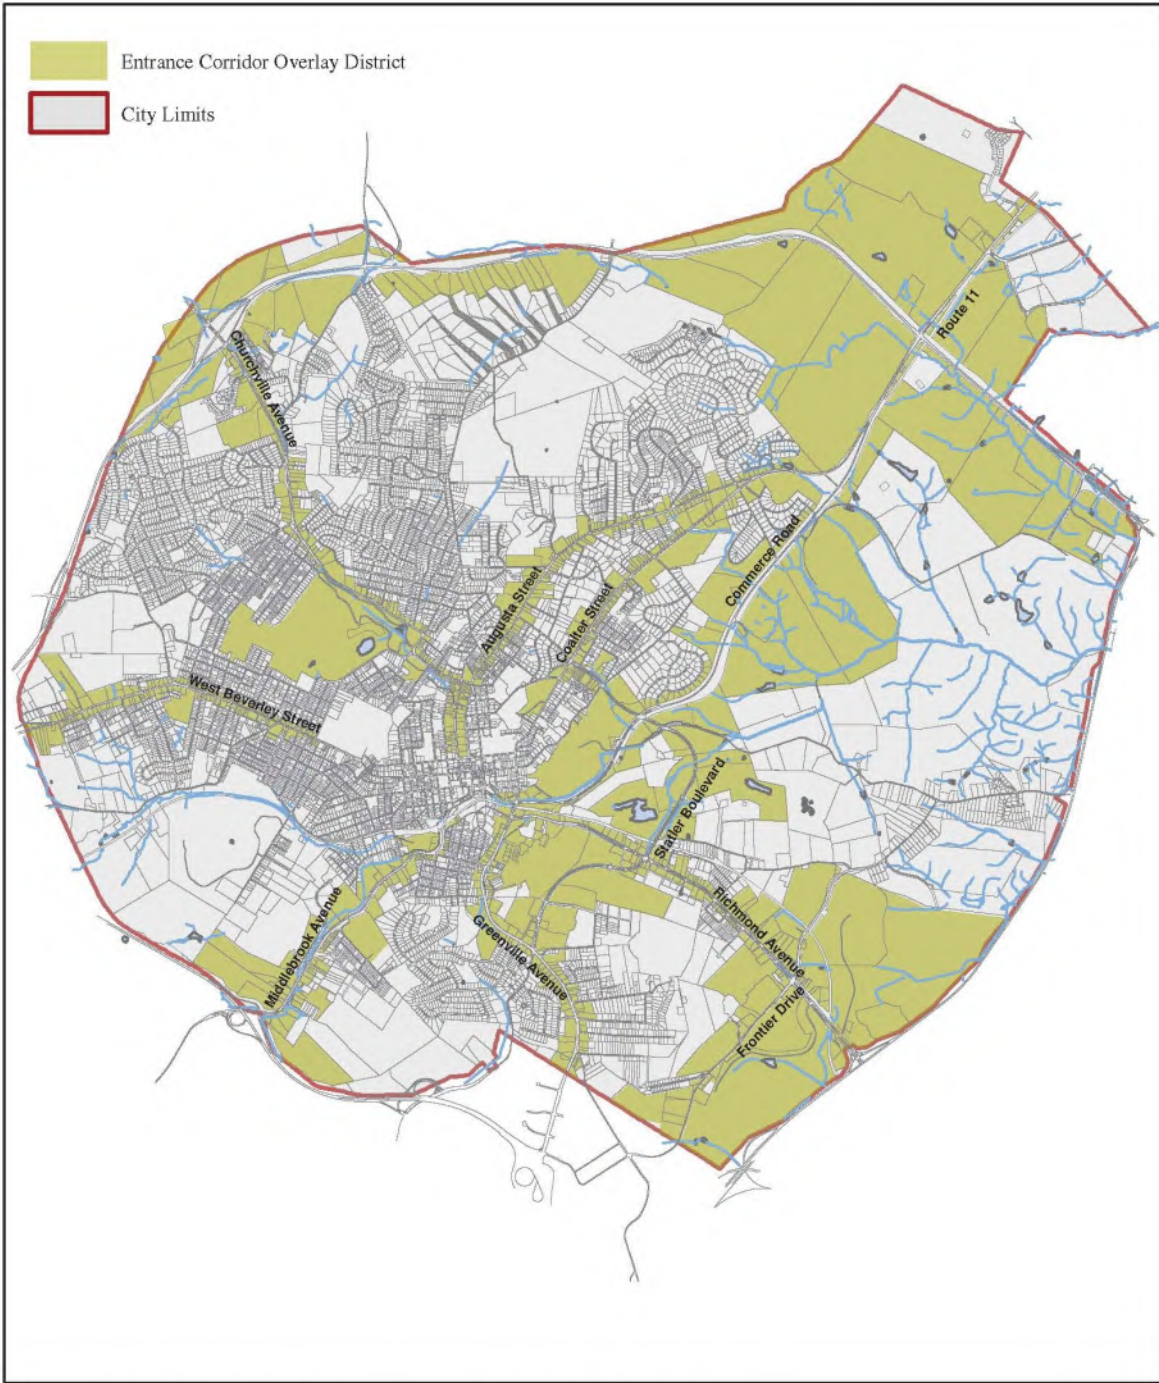 Entrance Corridor Overlay District
City Limits
Route 11
Churchville Avenue
Commerce Road
Augusta Street
Coalter Street
West Beverley Street
Statler Boulevard
Middlebrook Avenue
Greenville Avenue
Richmond Avenue
Frontier Drive